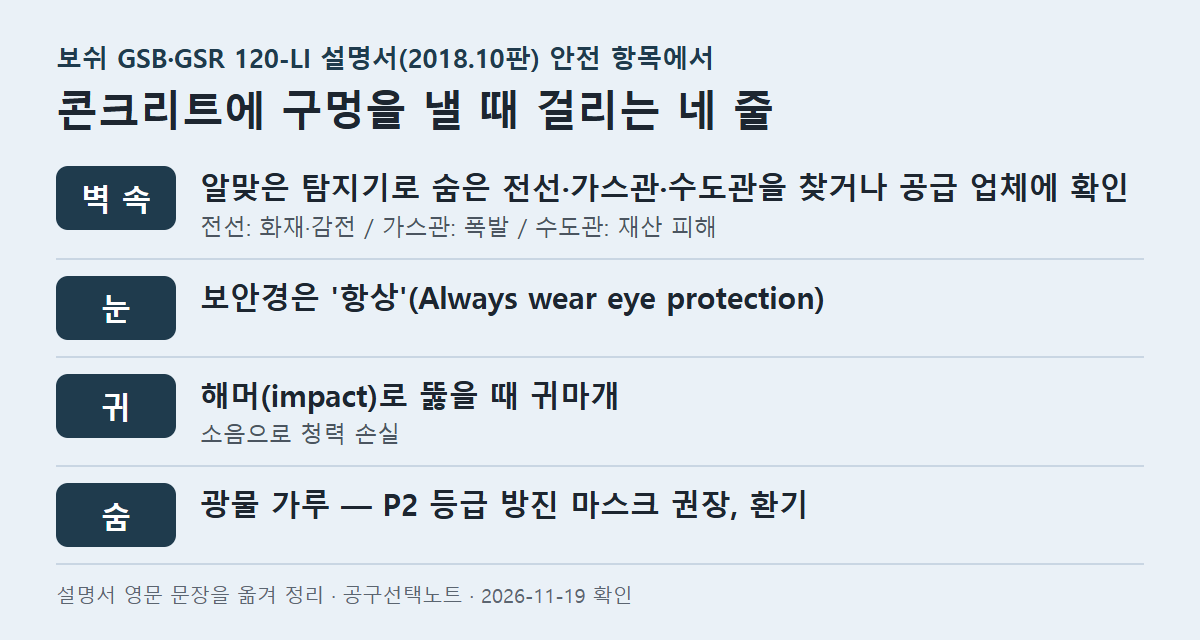 보쉬 GSB·GSR 120-LI 설명서(2018.10판) 안전 항목에서
콘크리트에 구멍을 낼 때 걸리는 네 줄
벽 속
알맞은 탐지기로 숨은 전선·가스관·수도관을 찾거나 공급 업체에 확인
전선: 화재·감전 / 가스관: 폭발 / 수도관: 재산 피해
눈
보안경은 '항상'(Always wear eye protection)
귀
해머(impact)로 뚫을 때 귀마개
소음으로 청력 손실
숨
광물 가루 — P2 등급 방진 마스크 권장, 환기
설명서 영문 문장을 옮겨 정리 · 공구선택노트 · 2026-11-19 확인